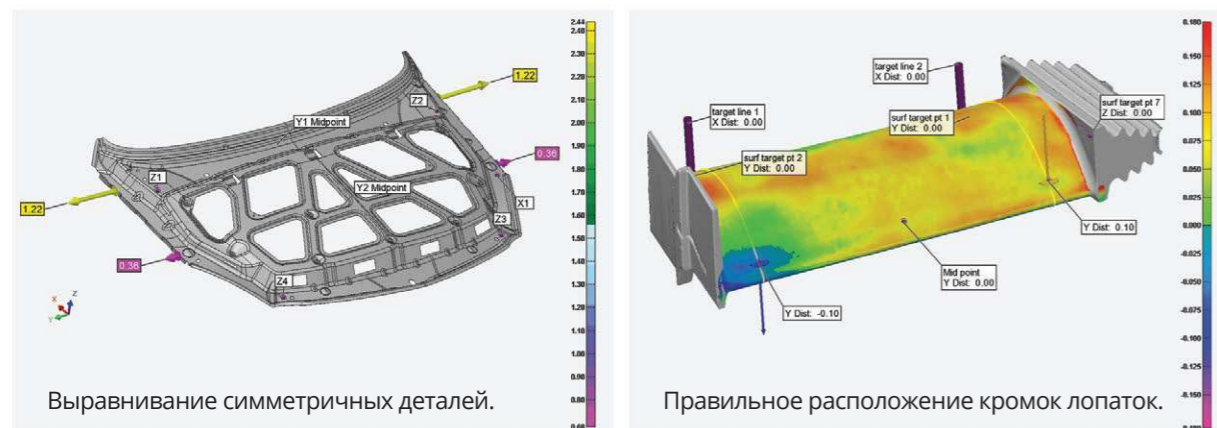 2.44
2.40
2.30
2.20
2.10
2.00
1.90
1.80
1.70
1.60
1.50
1.40
1.30
1.20
1.10
1.00
0.90
0.80
0.70
0.60
1.22
Z2
Y1 Midpoint
0.36
Z1
Y2 Midpoint
X1
1.22
Z3
0.36
Z4
X
Z
Y
Выравнивание симметричных деталей.
0.180
0.150
0.125
0.100
0.075
0.050
0.025
0.000
-0.025
-0.050
-0.075
-0.100
-0.125
-0.150
-0.180
target line 2
X Dist: 0.00
target line 1
X Dist: 0.00
surf target pt 7
Z Dist: 0.00
surf target pt 1
Y Dist: 0.00
surf target pt 2
Y Dist: 0.00
Y Dist: 0.10
Mid point
Y Dist: 0.00
Y Dist: -0.10
Правильное расположение кромок лопаток.